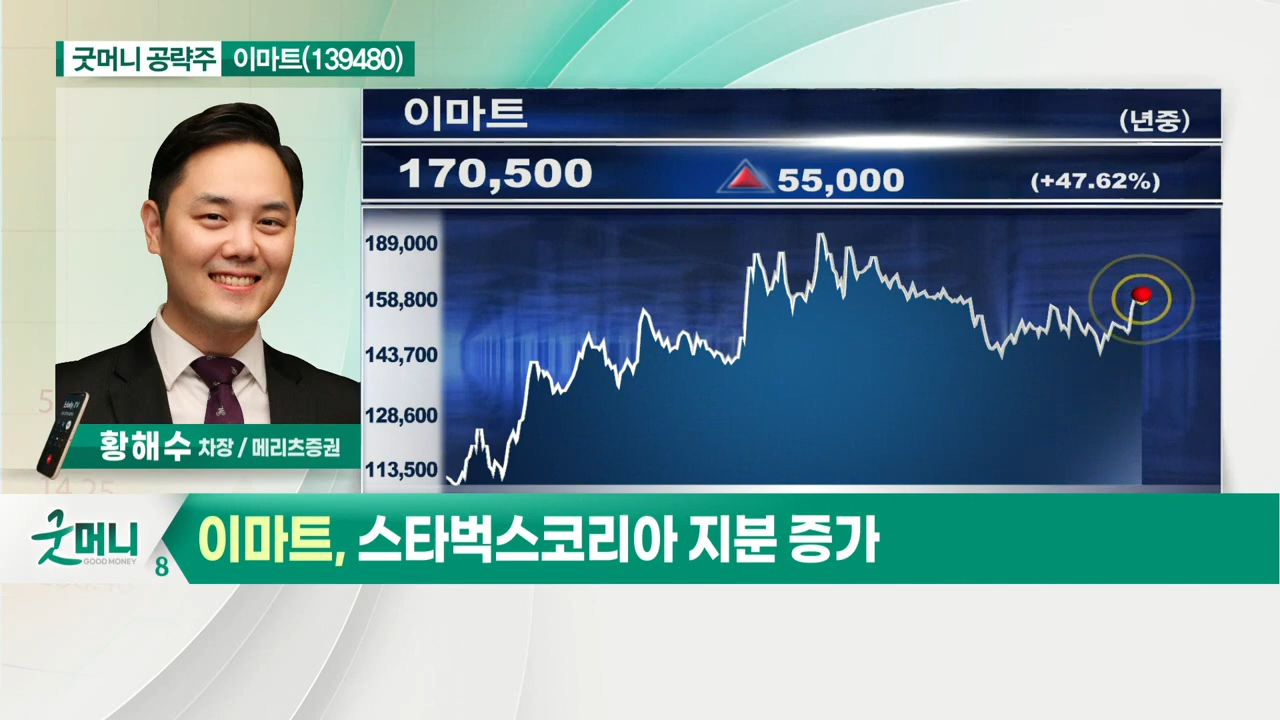 굿머니 공략주 이마트(139480)
이마트
(년중)
170,500 55,000 (+47.62%)
189,000
158,800
143,700
128,600
113,500
황해수 차장 / 메리츠증권
굿머니
GOOD MONEY
8
이마트, 스타벅스코리아 지분 증가